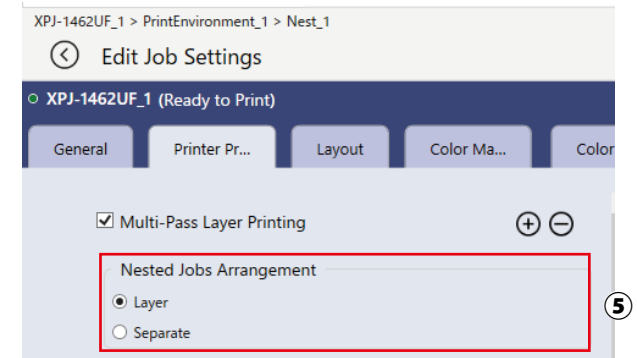 XPJ-1462UF_1 > PrintEnvironment_1 > Nest_1
Edit Job Settings
XPJ-1462UF_1 (Ready to Print)
General Printer Pr... Layout Color Ma... Color
Multi-Pass Layer Printing
Nested Jobs Arrangement
Layer
⑤
Separate